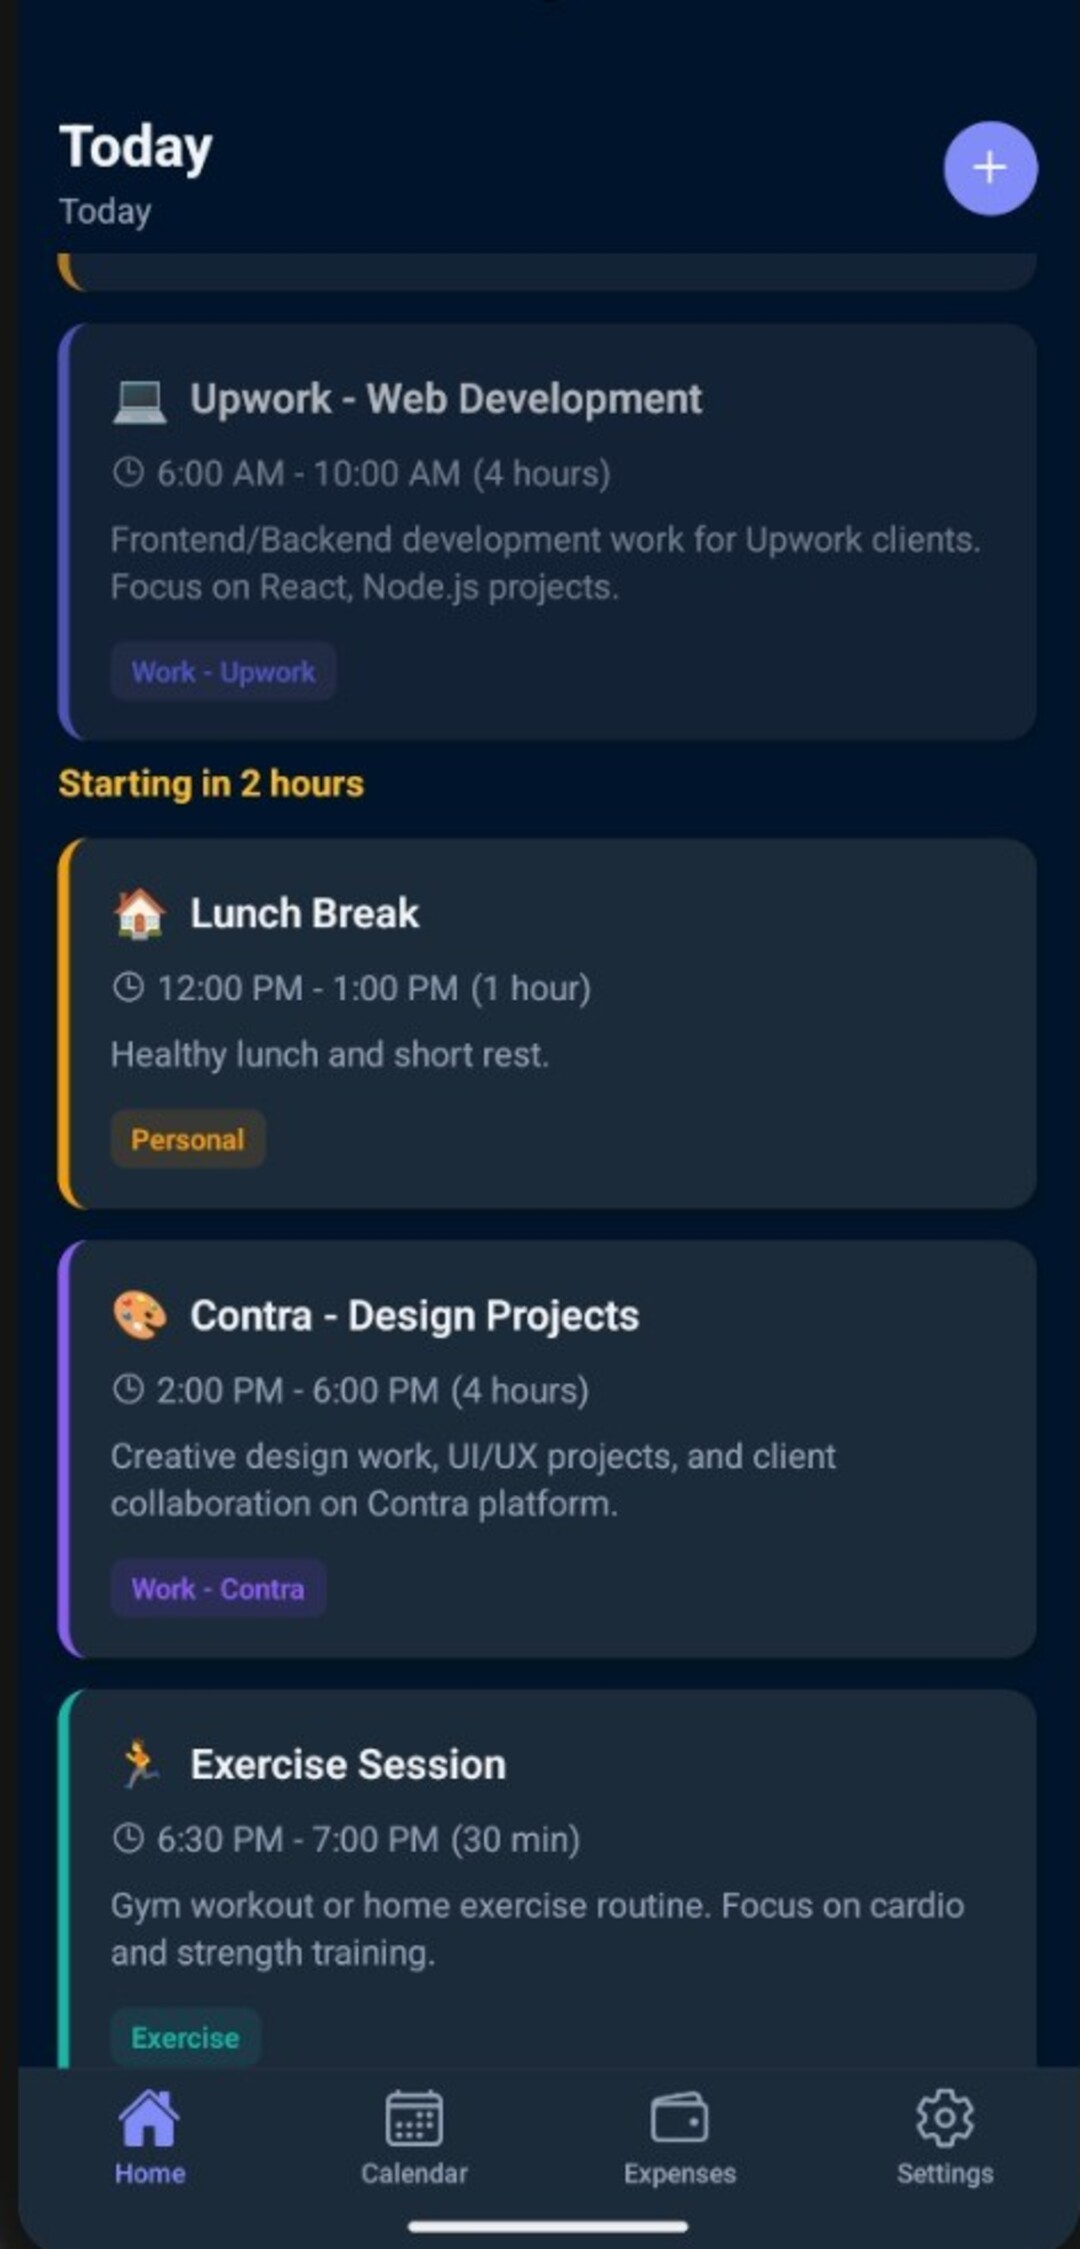 Today
Today
Upwork - Web Development
6:00 AM - 10:00 AM (4 hours)
Frontend/Backend development work for Upwork clients.
Focus on React, Node.js projects.
Work - Upwork
Starting in 2 hours
Lunch Break
12:00 PM - 1:00 PM (1 hour)
Healthy lunch and short rest.
Personal
Contra - Design Projects
2:00 PM - 6:00 PM (4 hours)
Creative design work, UI/UX projects, and client
collaboration on Contra platform.
Work - Contra
Exercise Session
6:30 PM - 7:00 PM (30 min)
Gym workout or home exercise routine. Focus on cardio
and strength training.
Exercise
Home
Calendar
Expenses
Settings